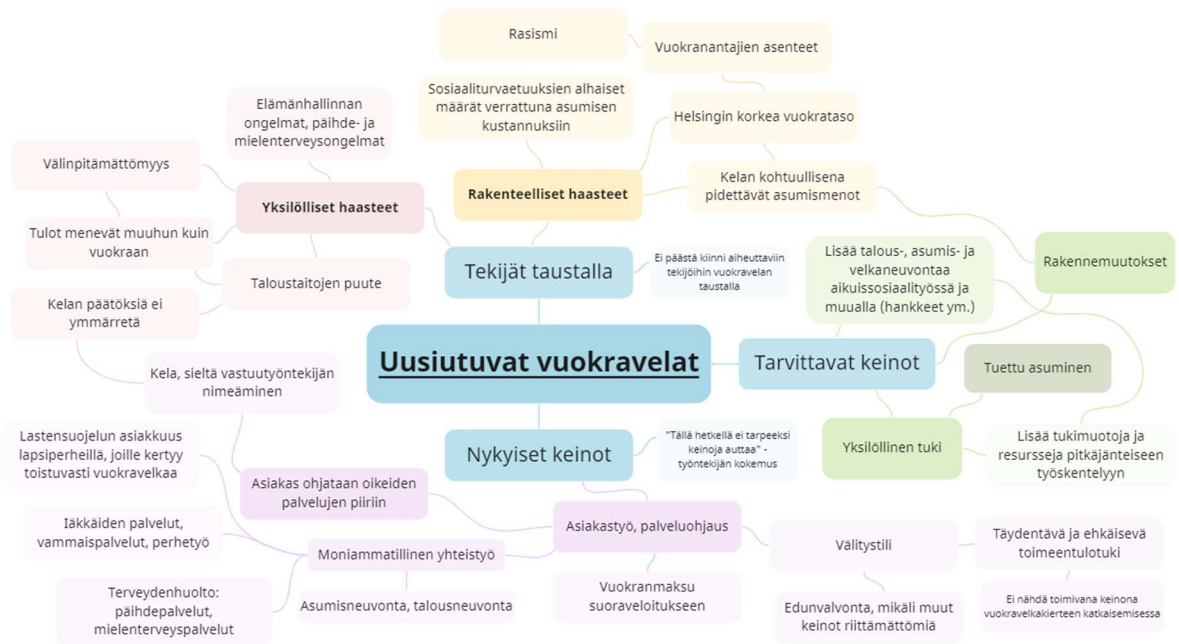 Rasismi
Vuokranantajien asenteet
Sosiaaliturvaetuuksien alhaiset
määrät verrattuna asumisen
kustannuksiin
Helsingin korkea vuokrataso
Elämänhallinnan
ongelmat, päihde- ja
mielenterveysongelmat
Välinpitämättömyys
Yksilölliset haasteet
Rakenteelliset haasteet
Kelan kohtuullisena
pidettävät asumismenot
Tulot menevät muuhun kuin
vuokraan
Taloustaitojen puute
Kelan päätöksiä ei
ymmärretä
Tekijät taustalla
Ei päästä kiinni aiheuttaviin
tekijöihin vuokravelan
taustalla
Lisää talous-, asumis- ja
velkaneuvontaa
aikuissosiaalityössä ja
muualla (hankkeet ym.)
Rakennemuutokset
Uusiutuvat vuokravelat
Tarvittavat keinot
Tuettu asuminen
Yksilöllinen tuki
Lisää tukimuotoja ja
resursseja pitkäjänteiseen
työskentelyyn
Kela, sieltä vastuutyöntekijän
nimeäminen
Nykyiset keinot
"Tällä hetkellä ei tarpeeksi
keinoja auttaa" -
työntekijän kokemus
Lastensuojelun asiakkuus
lapsiperheillä, joille kertyy
toistuvasti vuokravelkaa
Asiakas ohjataan oikeiden
palvelujen piiriin
Asiakastyö, palveluohjaus
Iäkkäiden palvelut,
vammaispalvelut, perhetyö
Moniammatillinen yhteistyö
Välitystili
Täydentävä ja ehkäisevä
toimeentulotuki
Terveydenhuolto:
päihdepalvelut,
mielenterveyspalvelut
Asumisneuvonta, talousneuvonta
Vuokranmaksu
suoraveloitukseen
Edunvalvonta, mikäli muut
keinot riittämättömiä
Ei nähdä toimivana keinona
vuokravelkakierteen katkaisemisessa